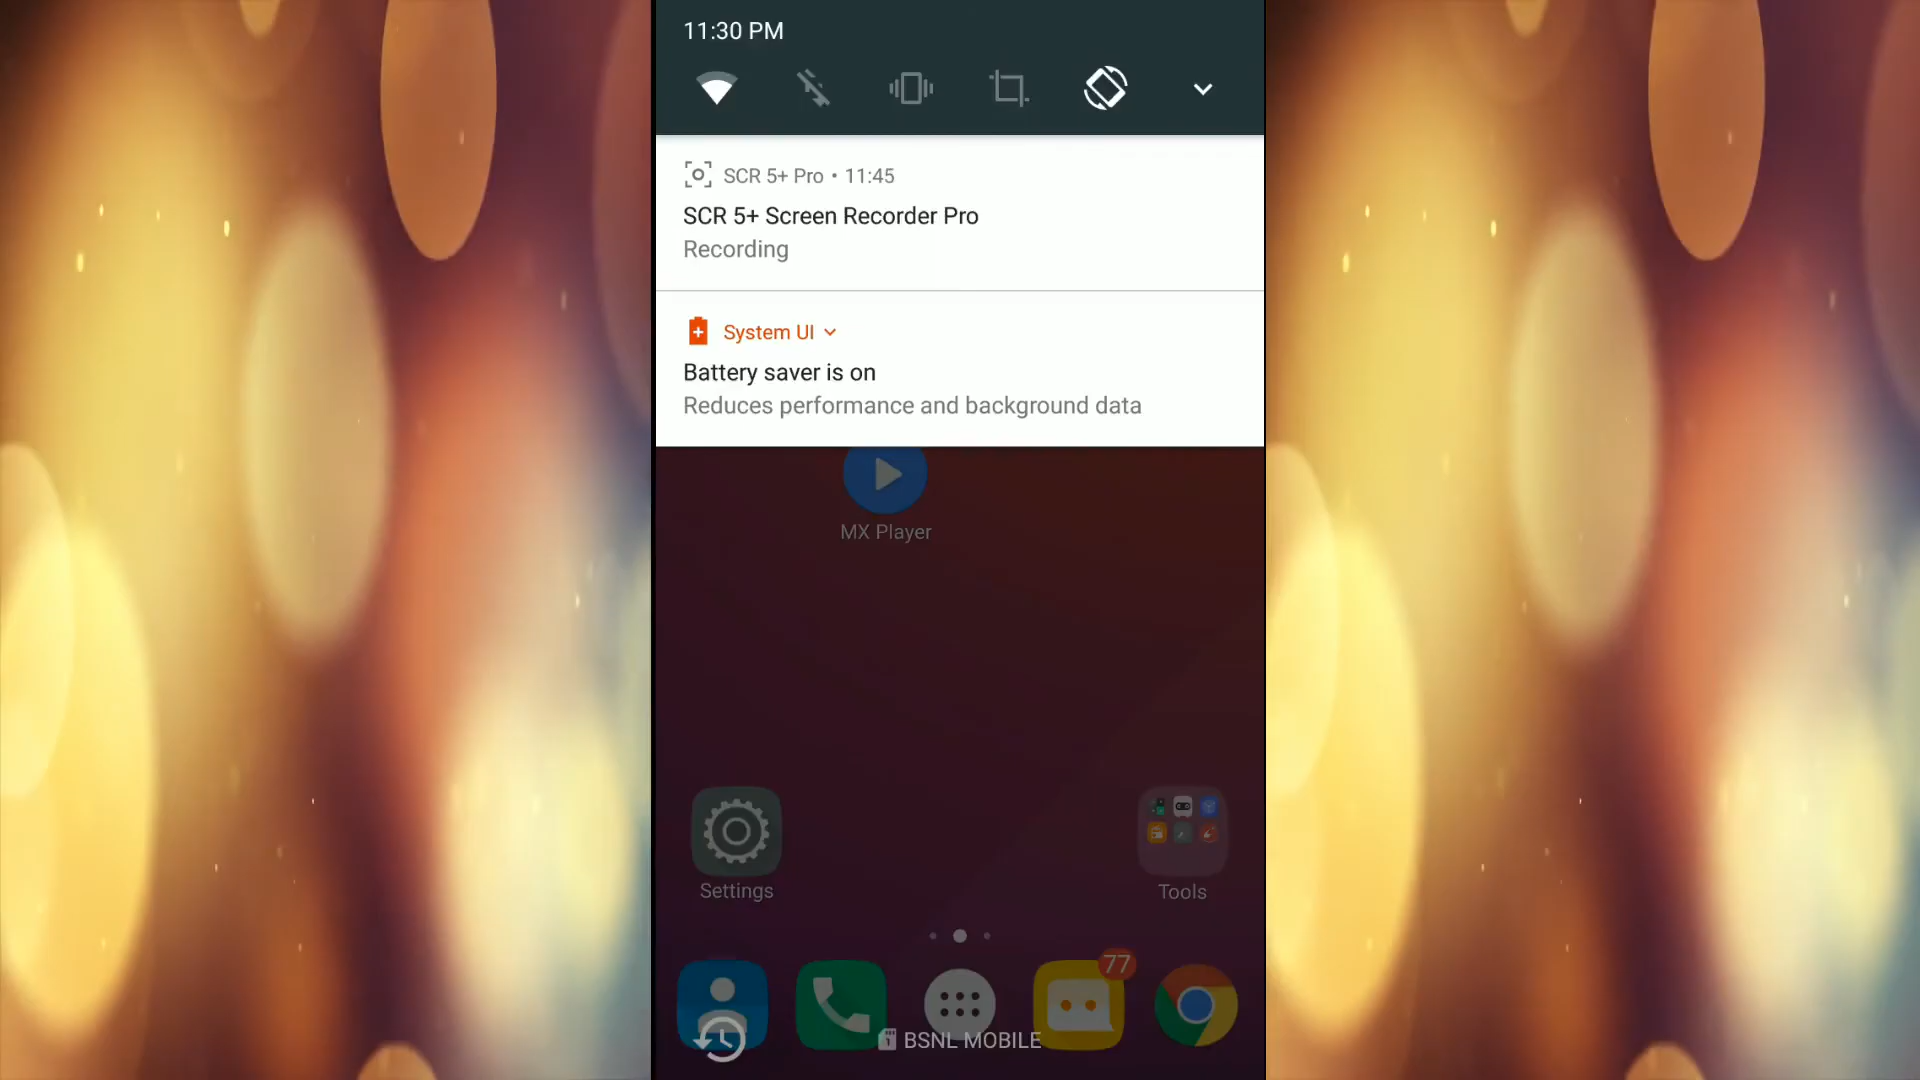 11:30 PM
SCR 5+ Pro • 11:45
SCR 5+ Screen Recorder Pro
Recording
System UI
Battery saver is on
Reduces performance and background data
MX Player
Settings
Tools
77
BSNL MOBILE